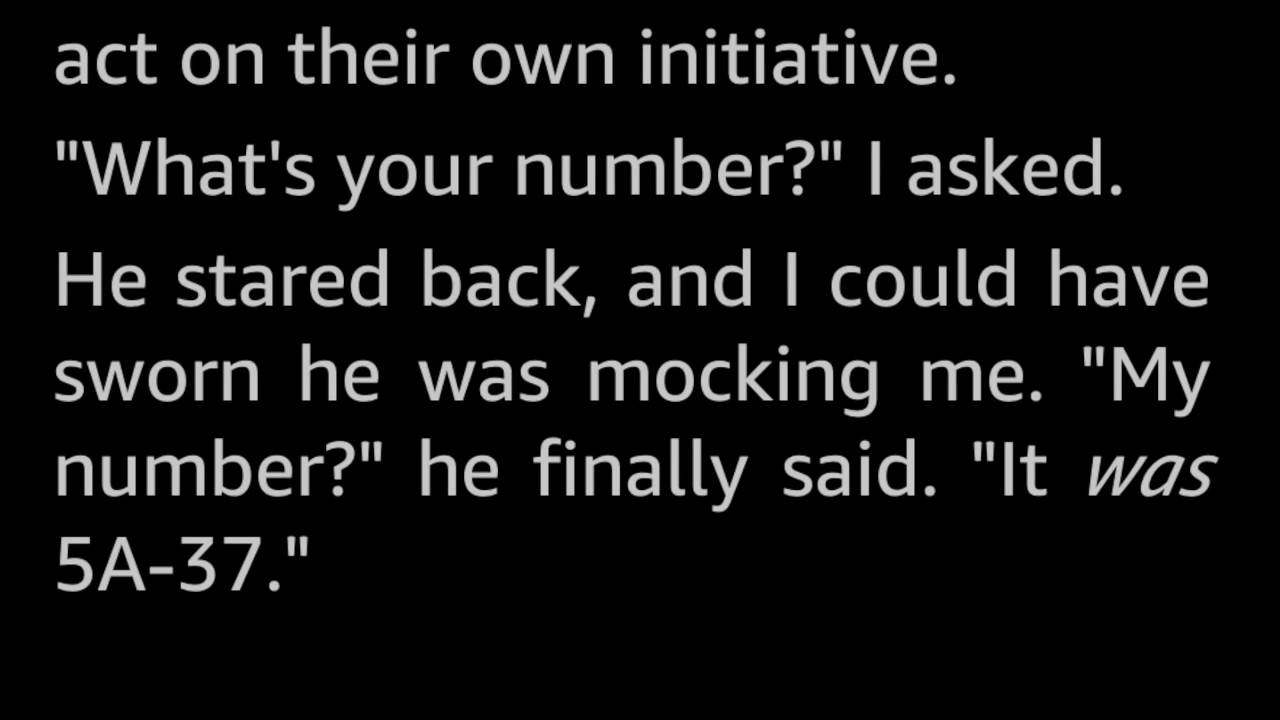 act on their own initiative.
"What's your number?" I asked.
He stared back, and I could have
sworn he was mocking me. "My
number?" he finally said. "It was
5A-37."